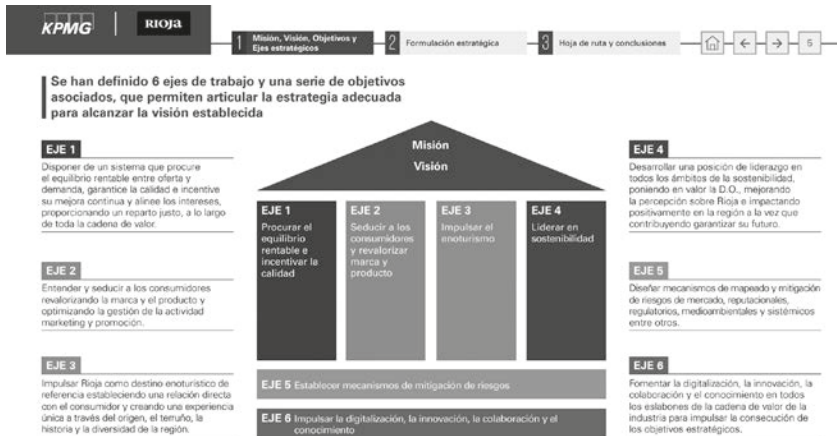 KPMG
RIOJA
1 Misión, Visión, Objetivos y
Ejes estratégicos
2 Formulación estratégica
3 Hoja de ruta y conclusiones
5
Se han definido 6 ejes de trabajo y una serie de objetivos
asociados, que permiten articular la estrategia adecuada
para alcanzar la visión establecida
EJE 1
Disponer de un sistema que procure
el equilibrio rentable entre oferta y
demanda, garantice la calidad e incentive
su mejora continua y alinee los intereses,
proporcionando un reparto justo, a lo largo
de toda la cadena de valor.
EJE 2
Entender y seducir a los consumidores
revalorizando la marca y el producto y
optimizando la gestión de la actividad
marketing y promoción.
EJE 3
Impulsar Rioja como destino enoturístico de
referencia estableciendo una relación directa
con el consumidor y creando una experiencia
única a través del origen, el terruño, la
historia y la diversidad de la región.
Misión
Visión
EJE 1
Procurar el
equilibrio
rentable e
incentivar la
calidad
EJE 2
Seducir a los
consumidores
y revalorizar
marca y
producto
EJE 3
Impulsar el
enoturismo
EJE 4
Liderar en
sostenibilidad
EJE 5 Establecer mecanismos de mitigación de riesgos
EJE 6 Impulsar la digitalización, la innovación, la colaboración y el
conocimiento
EJE 4
Desarrollar una posición de liderazgo en
todos los ámbitos de la sostenibilidad,
poniendo en valor la D.O., mejorando
la percepción sobre Rioja e impactando
positivamente en la región a la vez que
contribuyendo garantizar su futuro.
EJE 5
Diseñar mecanismos de mapeado y mitigación
de riesgos de mercado, reputacionales,
regulatorios, medioambientales y sistémicos
entre otros.
EJE 6
Fomentar la digitalización, la innovación, la
colaboración y el conocimiento en todos
los eslabones de la cadena de valor de la
industria para impulsar la consecución de
los objetivos estratégicos.